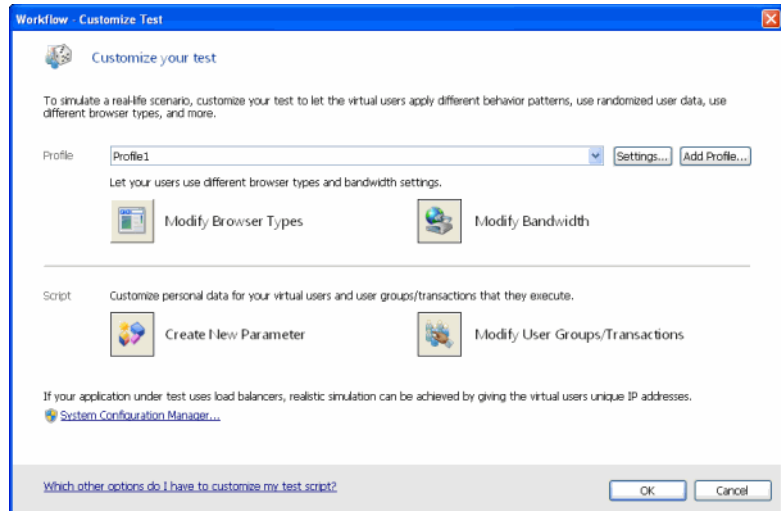 Workflow - Customize Test
Customize your test
To simulate a real-life scenario, customize your test to let the virtual users apply different behavior patterns, use randomized user data, use
different browser types, and more.
Profile
Profile1
Settings...
Add Profile...
Let your users use different browser types and bandwidth settings.
Modify Browser Types
Modify Bandwidth
Script
Customize personal data for your virtual users and user groups/transactions that they execute.
Create New Parameter
Modify User Groups/Transactions
If your application under test uses load balancers, realistic simulation can be achieved by giving the virtual users unique IP addresses.
System Configuration Manager...
Which other options do I have to customize my test script?
OK
Cancel